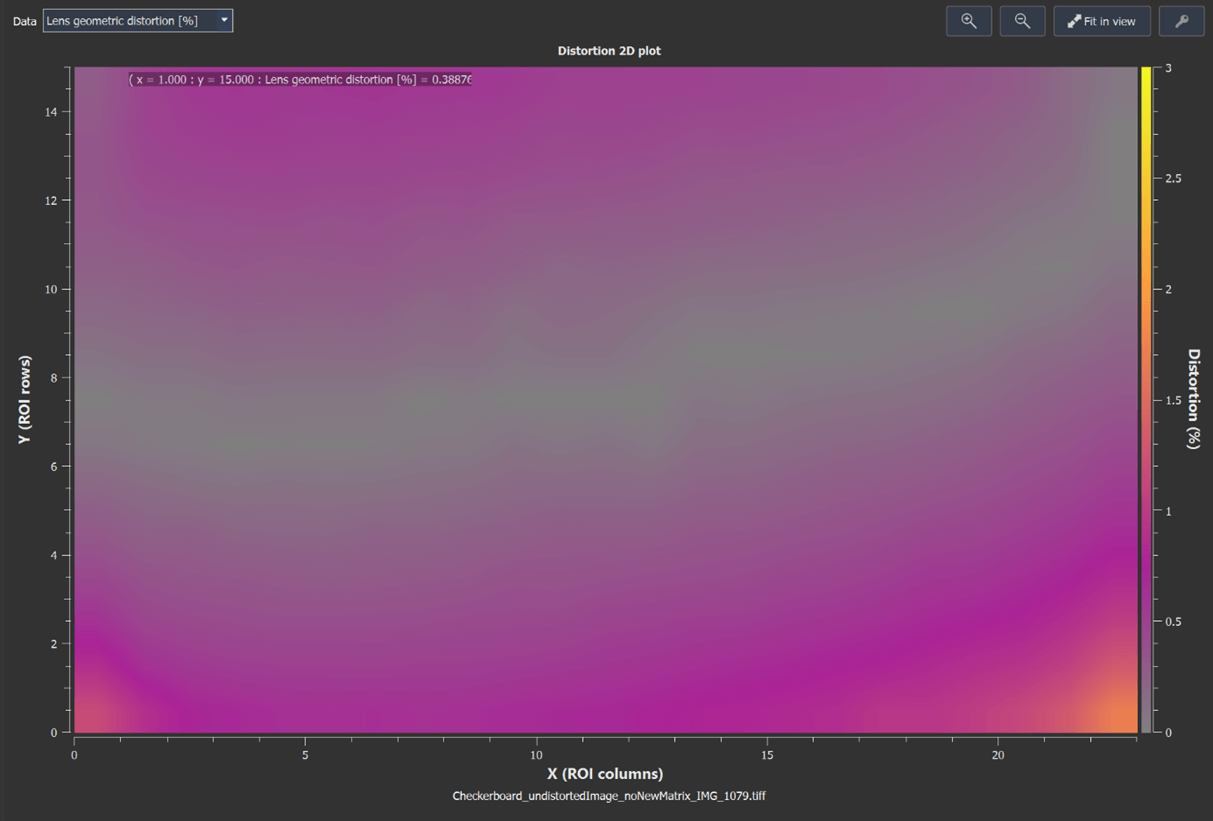 Data Lens geometric distortion [%] Fit in view
Distortion 2D plot
( x = 1.000 : y = 15.000 : Lens geometric distortion [%] = 0.38876
14
12
10
8
6
4
2
0
Y (ROI rows)
0 5 10 15 20
X (ROI columns)
3
2.5
2
1.5
1
0.5
0
Distortion (%)
Checkerboard_undistortedImage_noNewMatrix_IMG_1079.tiff